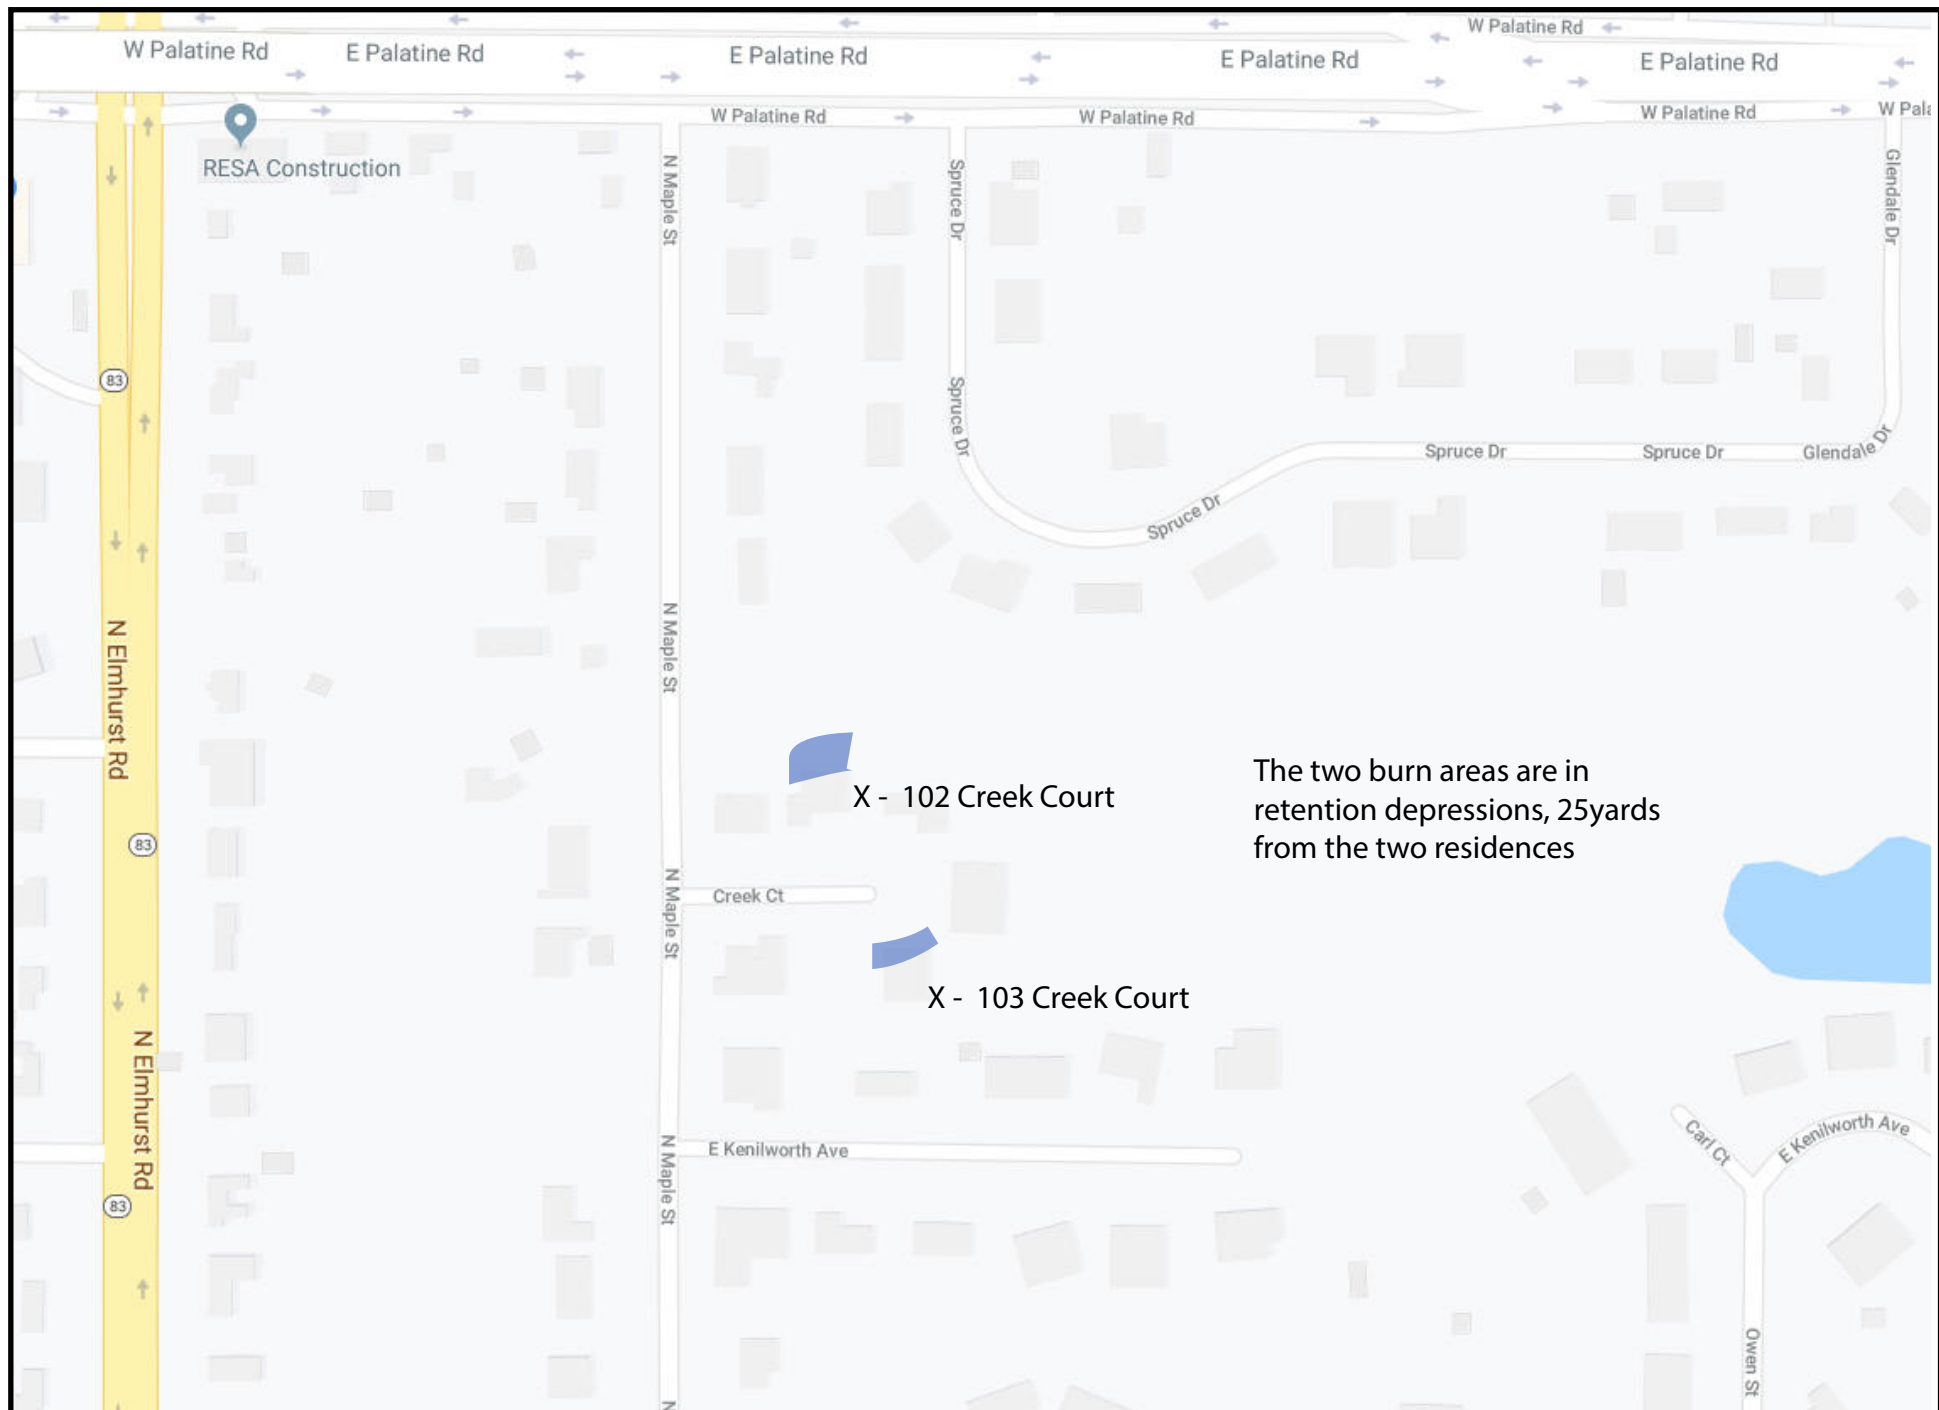 W Palatine Rd
W Palatine Rd
E Palatine Rd
E Palatine Rd
E Palatine Rd
E Palatine Rd
W Palatine Rd
W Palatine Rd
W Palatine Rd
W Pala
RESA Construction
N Maple St
Spruce Dr
Glendale Dr
83
Spruce Dr
Spruce Dr
Spruce Dr
Spruce Dr
Glendale Dr
N Elmhurst Rd
N Maple St
X - 102 Creek Court
The two burn areas are in
retention depressions, 25yards
from the two residences
83
Creek Ct
N Maple St
X - 103 Creek Court
N Elmhurst Rd
N Maple St
E Kenilworth Ave
Carl Ct
E Kenilworth Ave
83
Owen St
N